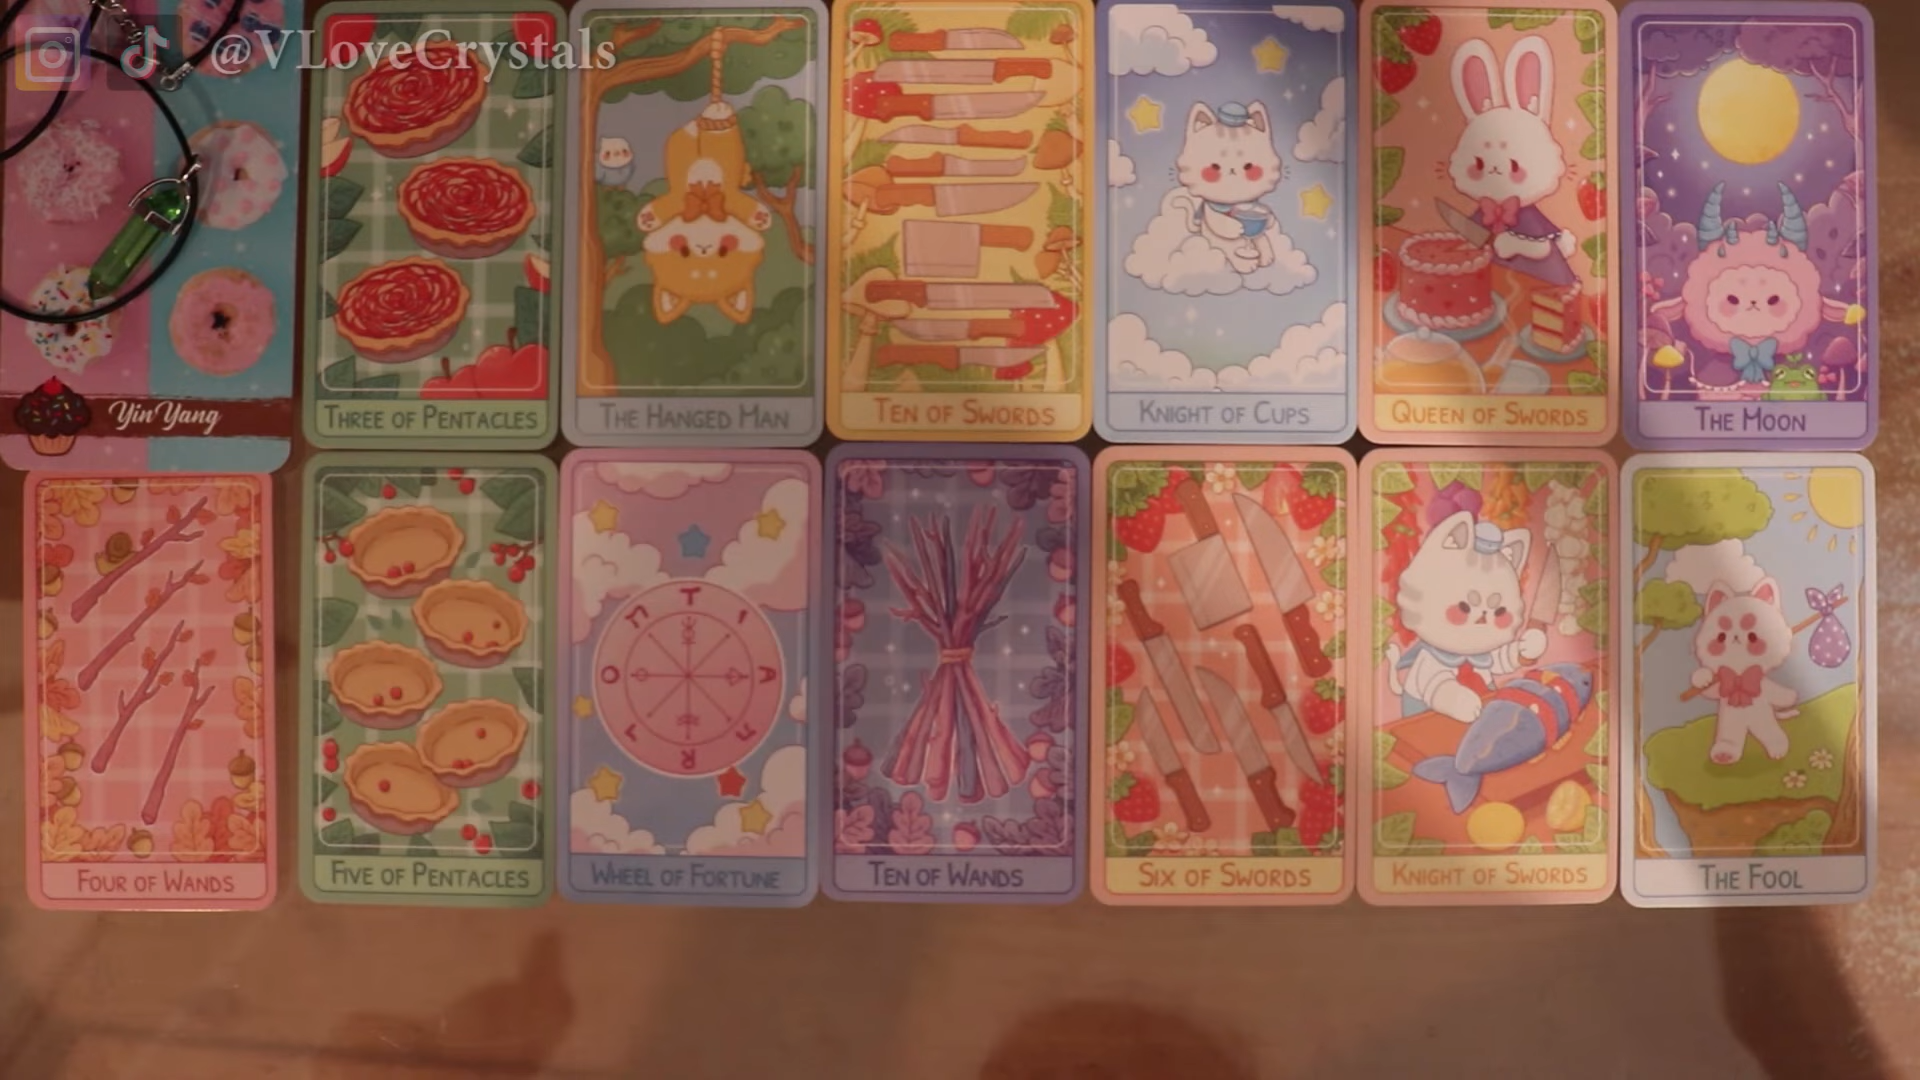 @VLoveCrystals
Yin Yang
THREE OF PENTACLES
THE HANGED MAN
TEN OF SWORDS
KNIGHT OF CUPS
QUEEN OF SWORDS
THE MOON
FOUR OF WANDS
FIVE OF PENTACLES
WHEEL OF FORTUNE
TEN OF WANDS
SIX OF SWORDS
KNIGHT OF SWORDS
THE FOOL